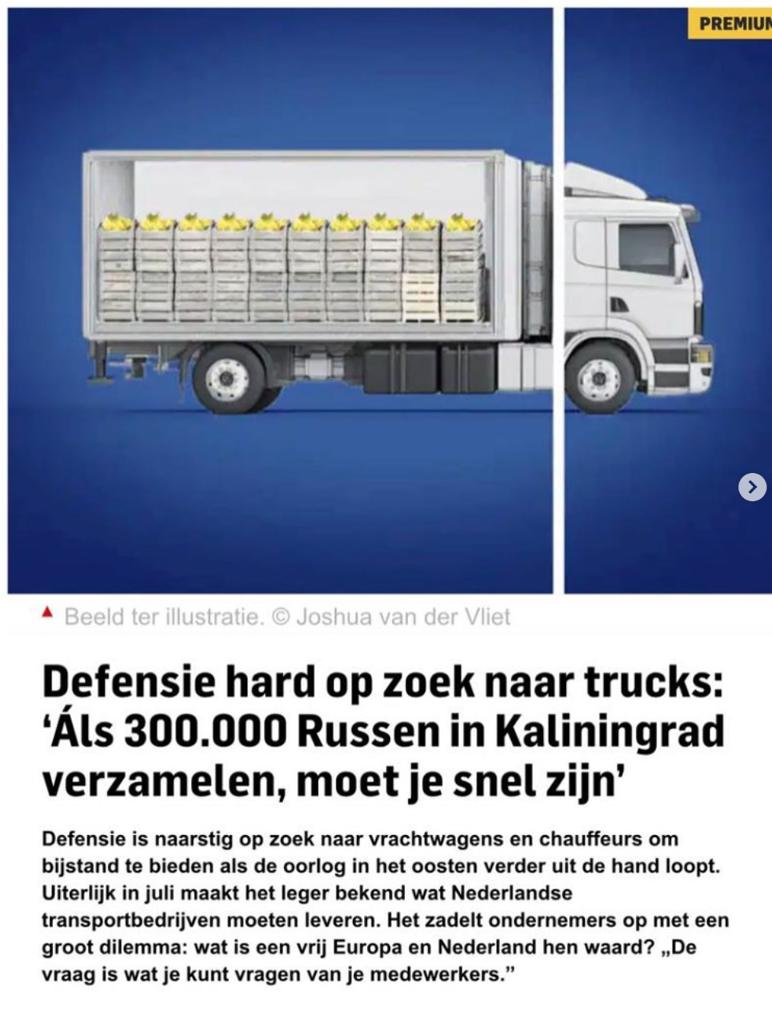 PREMIUM
Beeld ter illustratie. © Joshua van der Vliet
Defensie hard op zoek naar trucks:
‘Áls 300.000 Russen in Kaliningrad
verzamelen, moet je snel zijn’
Defensie is naarstig op zoek naar vrachtwagens en chauffeurs om
bijstand te bieden als de oorlog in het oosten verder uit de hand loopt.
Uiterlijk in juli maakt het leger bekend wat Nederlandse
transportbedrijven moeten leveren. Het zadelt ondernemers op met een
groot dilemma: wat is een vrij Europa en Nederland hen waard? „De
vraag is wat je kunt vragen van je medewerkers.”